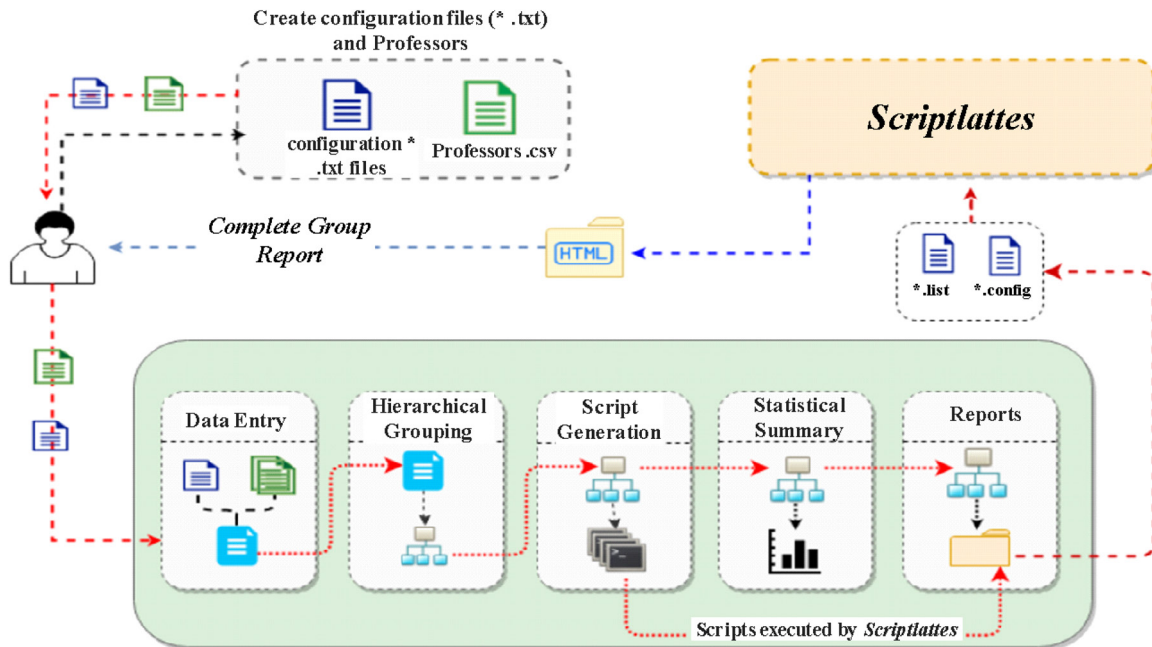 Create configuration files (* .txt)
and Professors
configuration *
.txt files
Professors.csv
Scriptlattes
Complete Group
Report
HTML
*.list
*.config
Data Entry
Hierarchical
Grouping
Script
Generation
Statistical
Summary
Reports
>_
Scripts executed by Scriptlattes